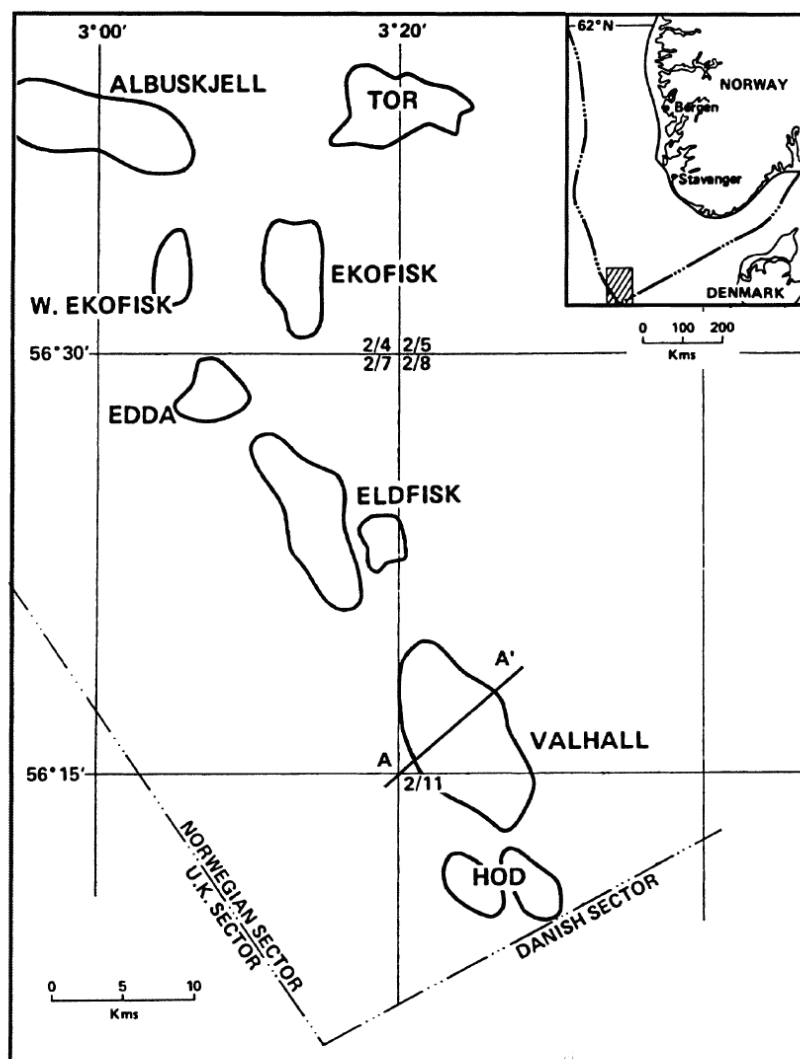 3°00'
3°20'
62°N
ALBUSKJELL
TOR
NORWAY
Bergen
Stavanger
EKOFISK
W. EKOFISK
DENMARK
0 100 200
Kms
56°30'
2/4 2/5
2/7 2/8
EDDA
ELDFISK
A'
VALHALL
A
56°15'
2/11
HOD
NORWEGIAN SECTOR
U.K. SECTOR
DANISH SECTOR
0 5 10
Kms